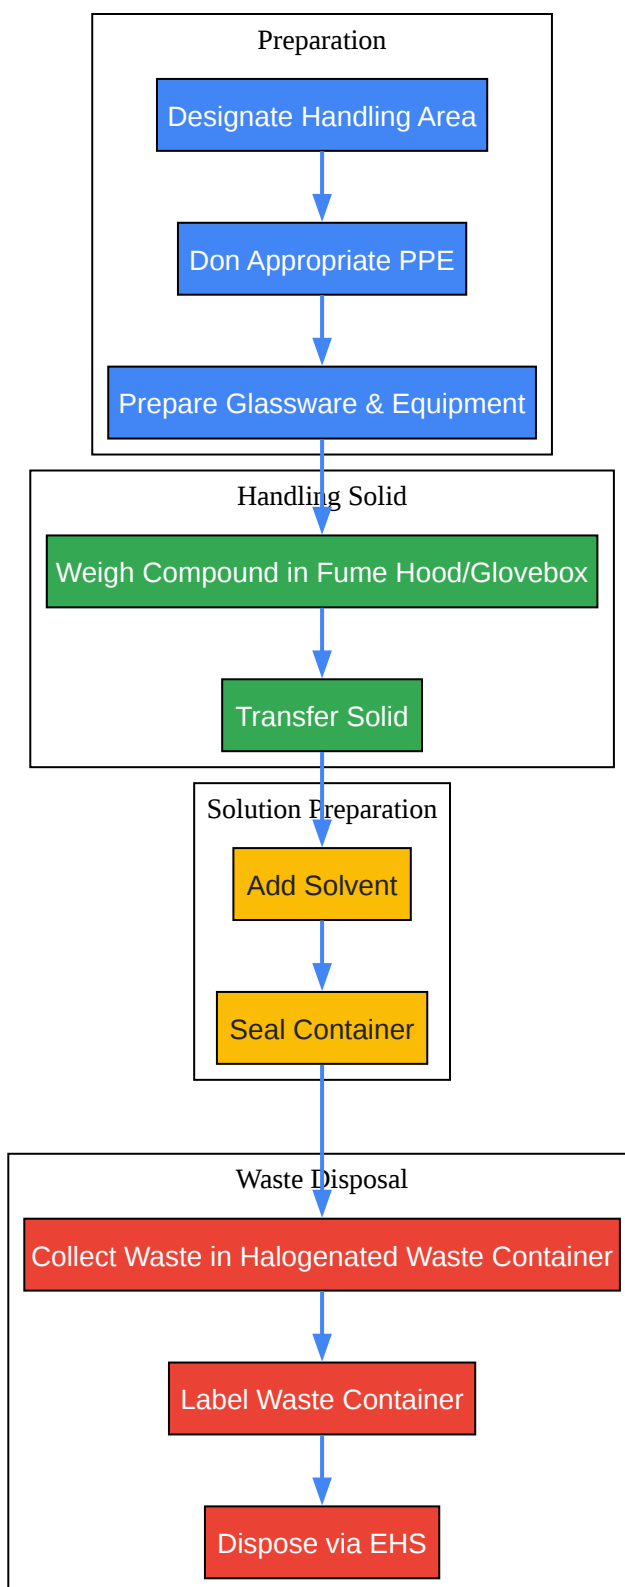 Preparation
Designate Handling Area
Don Appropriate PPE
Prepare Glassware & Equipment
Handling Solid
Weigh Compound in Fume Hood/Glovebox
Transfer Solid
Solution Preparation
Add Solvent
Seal Container
Waste Disposal
Collect Waste in Halogenated Waste Container
Label Waste Container
Dispose via EHS